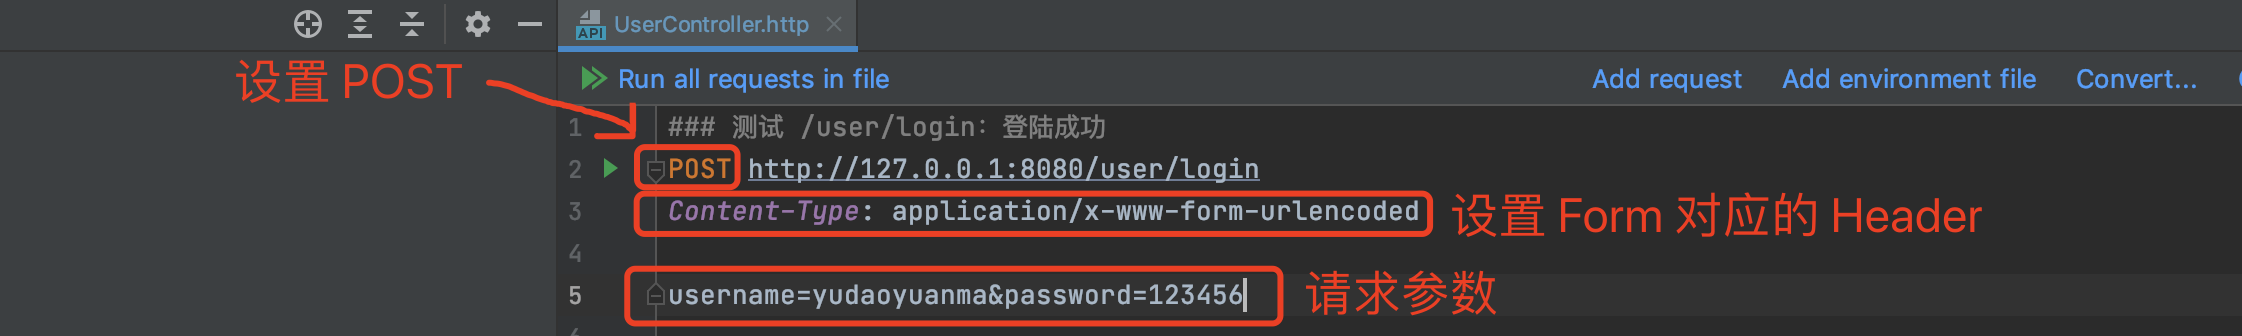 API UserController.http
设置 POST
Run all requests in file Add request Add environment file Convert...
1 ### 测试 /user/login: 登陆成功
2 POST http://127.0.0.1:8080/user/login
3 Content-Type: application/x-www-form-urlencoded 设置 Form 对应的 Header
4
5 username=yudaoyuanma&password=123456 请求参数